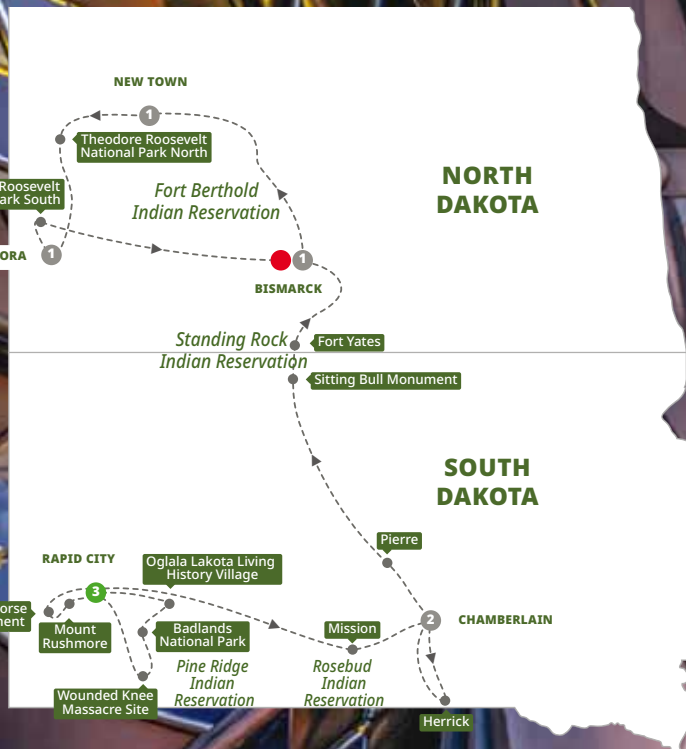 NEW TOWN
1
Theodore Roosevelt
National Park North
NORTH
DAKOTA
Roosevelt
ark South
Fort Berthold
Indian Reservation
ORA
1
1
BISMARCK
Standing Rock
Indian Reservation
Fort Yates
Sitting Bull Monument
SOUTH
DAKOTA
Pierre
RAPID CITY
Oglala Lakota Living
History Village
3
orse
ment
Mount
Rushmore
Badlands
National Park
Mission
2
CHAMBERLAIN
Pine Ridge
Indian
Reservation
Rosebud
Indian
Reservation
Wounded Knee
Massacre Site
Herrick